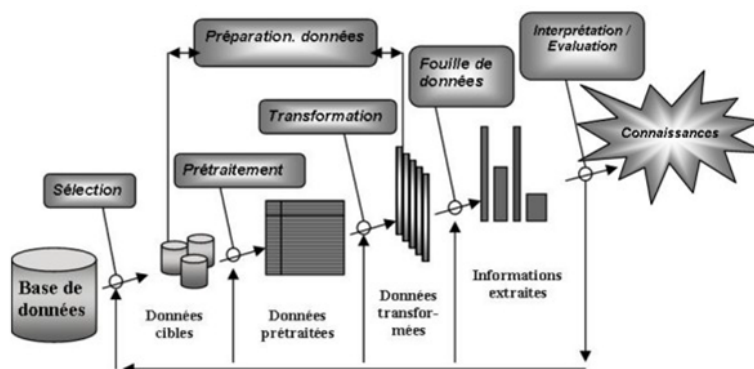 Préparation. données
Interprétation /
Evaluation
Fouille de
données
Transformation
Connaissances
Prétraitement
Sélection
Base de
données
Données
cibles
Données
prétraitées
Données
transfor-
mées
Informations
extraites